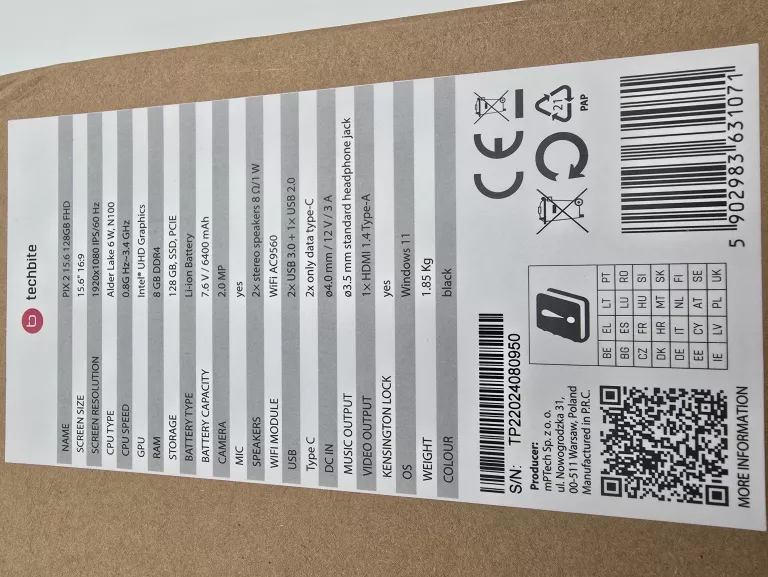 techbite
NAME PIX 2 15.6 128GB FHD
SCREEN SIZE 15.6" 16:9
SCREEN RESOLUTION 1920x1080 IPS/60 Hz
CPU TYPE Alder Lake 6 W, N100
CPU SPEED 0.8G Hz~3.4 GHz
GPU Intel® UHD Graphics
RAM 8 GB DDR4
STORAGE 128 GB, SSD, PCIE
BATTERY TYPE Li-ion Battery
BATTERY CAPACITY 7.6 V / 6400 mAh
CAMERA 2.0 MP
MIC yes
SPEAKERS 2× stereo speakers 8 Ω/1 W
WIFI MODULE WiFi AC9560
USB 2× USB 3.0 + 1× USB 2.0
Type C 2× only data type-C
DC IN ø4.0 mm / 12 V / 3 A
MUSIC OUTPUT ø3.5 mm standard headphone jack
VIDEO OUTPUT 1× HDMI 1.4 Type-A
KENSINGTON LOCK yes
OS Windows 11
WEIGHT 1.85 Kg
COLOUR black
S/N: TP22024080950
Producer:
mPTech Sp. z o. o.
ul. Nowogrodzka 31,
00-511 Warsaw, Poland
Manufactured in P.R.C.
MORE INFORMATION
BE EL LT PT
BG ES LU RO
CZ FR HU SI
DK HR MT SK
DE IT NL FI
EE CY AT SE
IE LV PL UK
CE
21
PAP
5 902983 631071